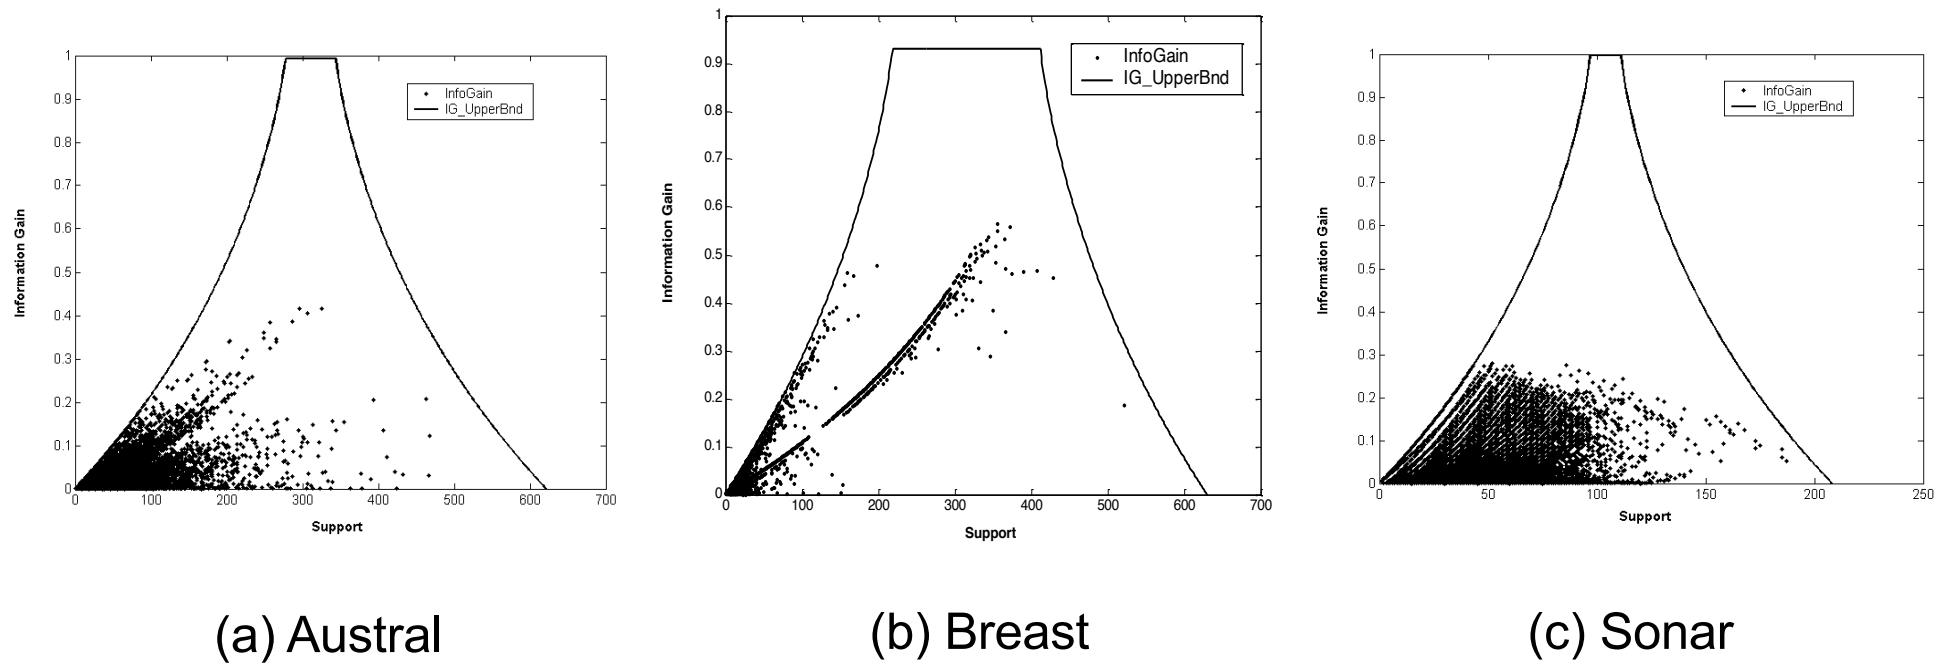 1
0.9
0.8
0.7
0.6
0.5
0.4
0.3
0.2
0.1
0
0 100 200 300 400 500 600 700
Information Gain
Support
InfoGain
IG_UpperBnd
(a) Austral
1
0.9
0.8
0.7
0.6
0.5
0.4
0.3
0.2
0.1
0
0 100 200 300 400 500 600 700
Information Gain
Support
InfoGain
IG_UpperBnd
(b) Breast
1
0.9
0.8
0.7
0.6
0.5
0.4
0.3
0.2
0.1
0
0 50 100 150 200 250
Information Gain
Support
InfoGain
IG_UpperBnd
(c) Sonar